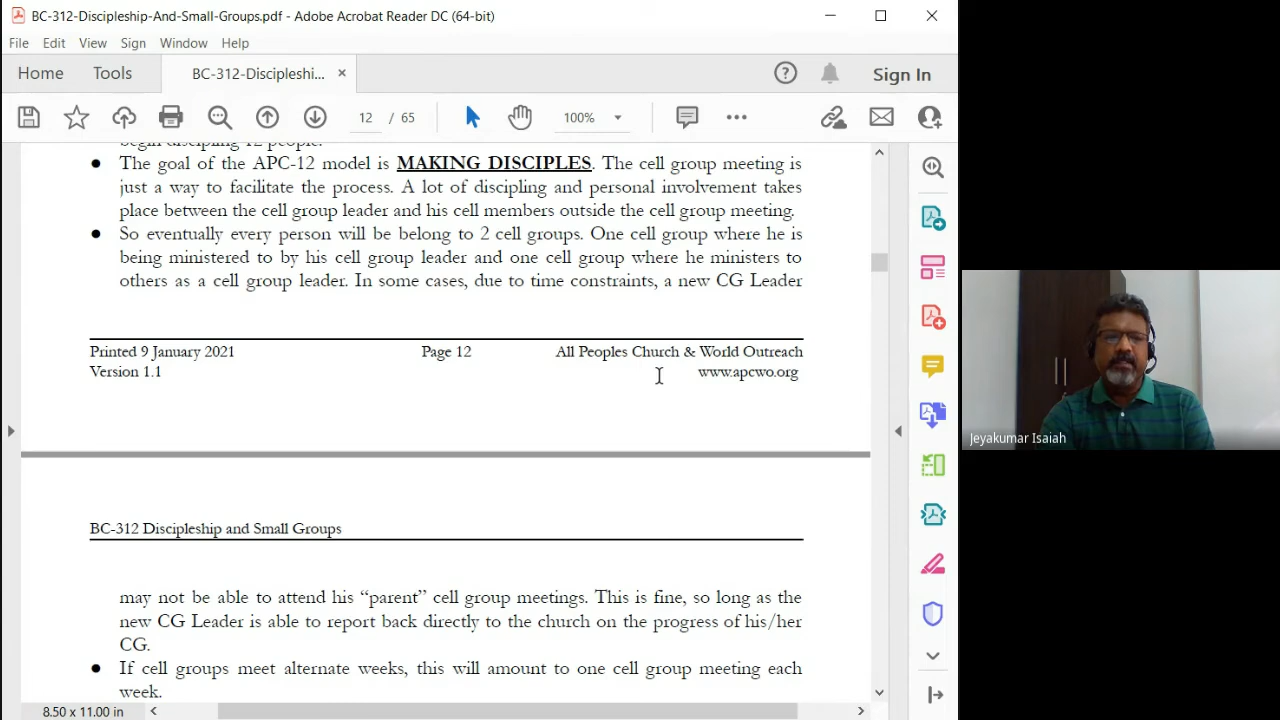 BC-312-Discipleship-And-Small-Groups.pdf - Adobe Acrobat Reader DC (64-bit)
File Edit View Sign Window Help
Home Tools BC-312-Discipleshi... Sign In
12 / 65 100%
begin discipling 12 people.
● The goal of the APC-12 model is MAKING DISCIPLES. The cell group meeting is
just a way to facilitate the process. A lot of discipling and personal involvement takes
place between the cell group leader and his cell members outside the cell group meeting.
● So eventually every person will be belong to 2 cell groups. One cell group where he is
being ministered to by his cell group leader and one cell group where he ministers to
others as a cell group leader. In some cases, due to time constraints, a new CG Leader
Printed 9 January 2021 Page 12 All Peoples Church & World Outreach
Version 1.1 www.apcwo.org
Jeyakumar Isaiah
BC-312 Discipleship and Small Groups
may not be able to attend his “parent” cell group meetings. This is fine, so long as the
new CG Leader is able to report back directly to the church on the progress of his/her
CG.
● If cell groups meet alternate weeks, this will amount to one cell group meeting each
week.
8.50 x 11.00 in